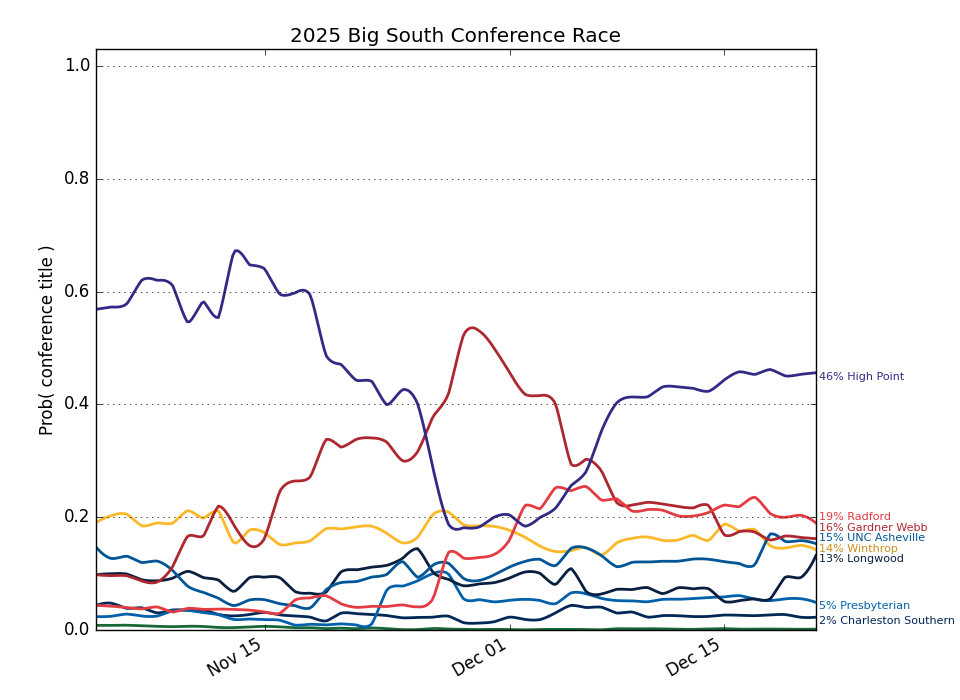 2025 Big South Conference Race
1.0
0.8
0.6
0.4
0.2
0.0
Prob( conference title )
46% High Point
19% Radford
16% Gardner Webb
15% UNC Asheville
14% Winthrop
13% Longwood
5% Presbyterian
2% Charleston Southern
Nov 15
Dec 01
Dec 15